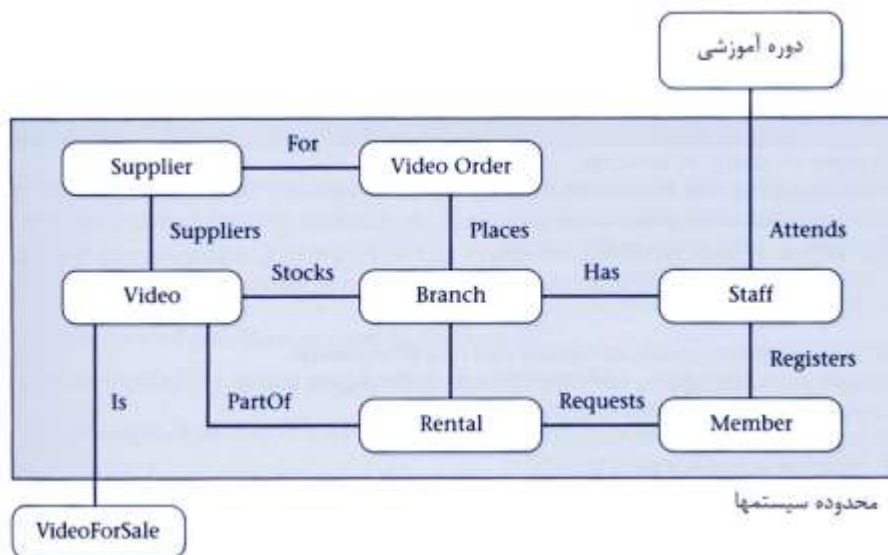 دوره آموزشی
For
Supplier
Video Order
Suppliers
Places
Attends
Stocks
Has
Video
Branch
Staff
Registers
Is
PartOf
Requests
Rental
Member
محدوده سیستمها
VideoForSale